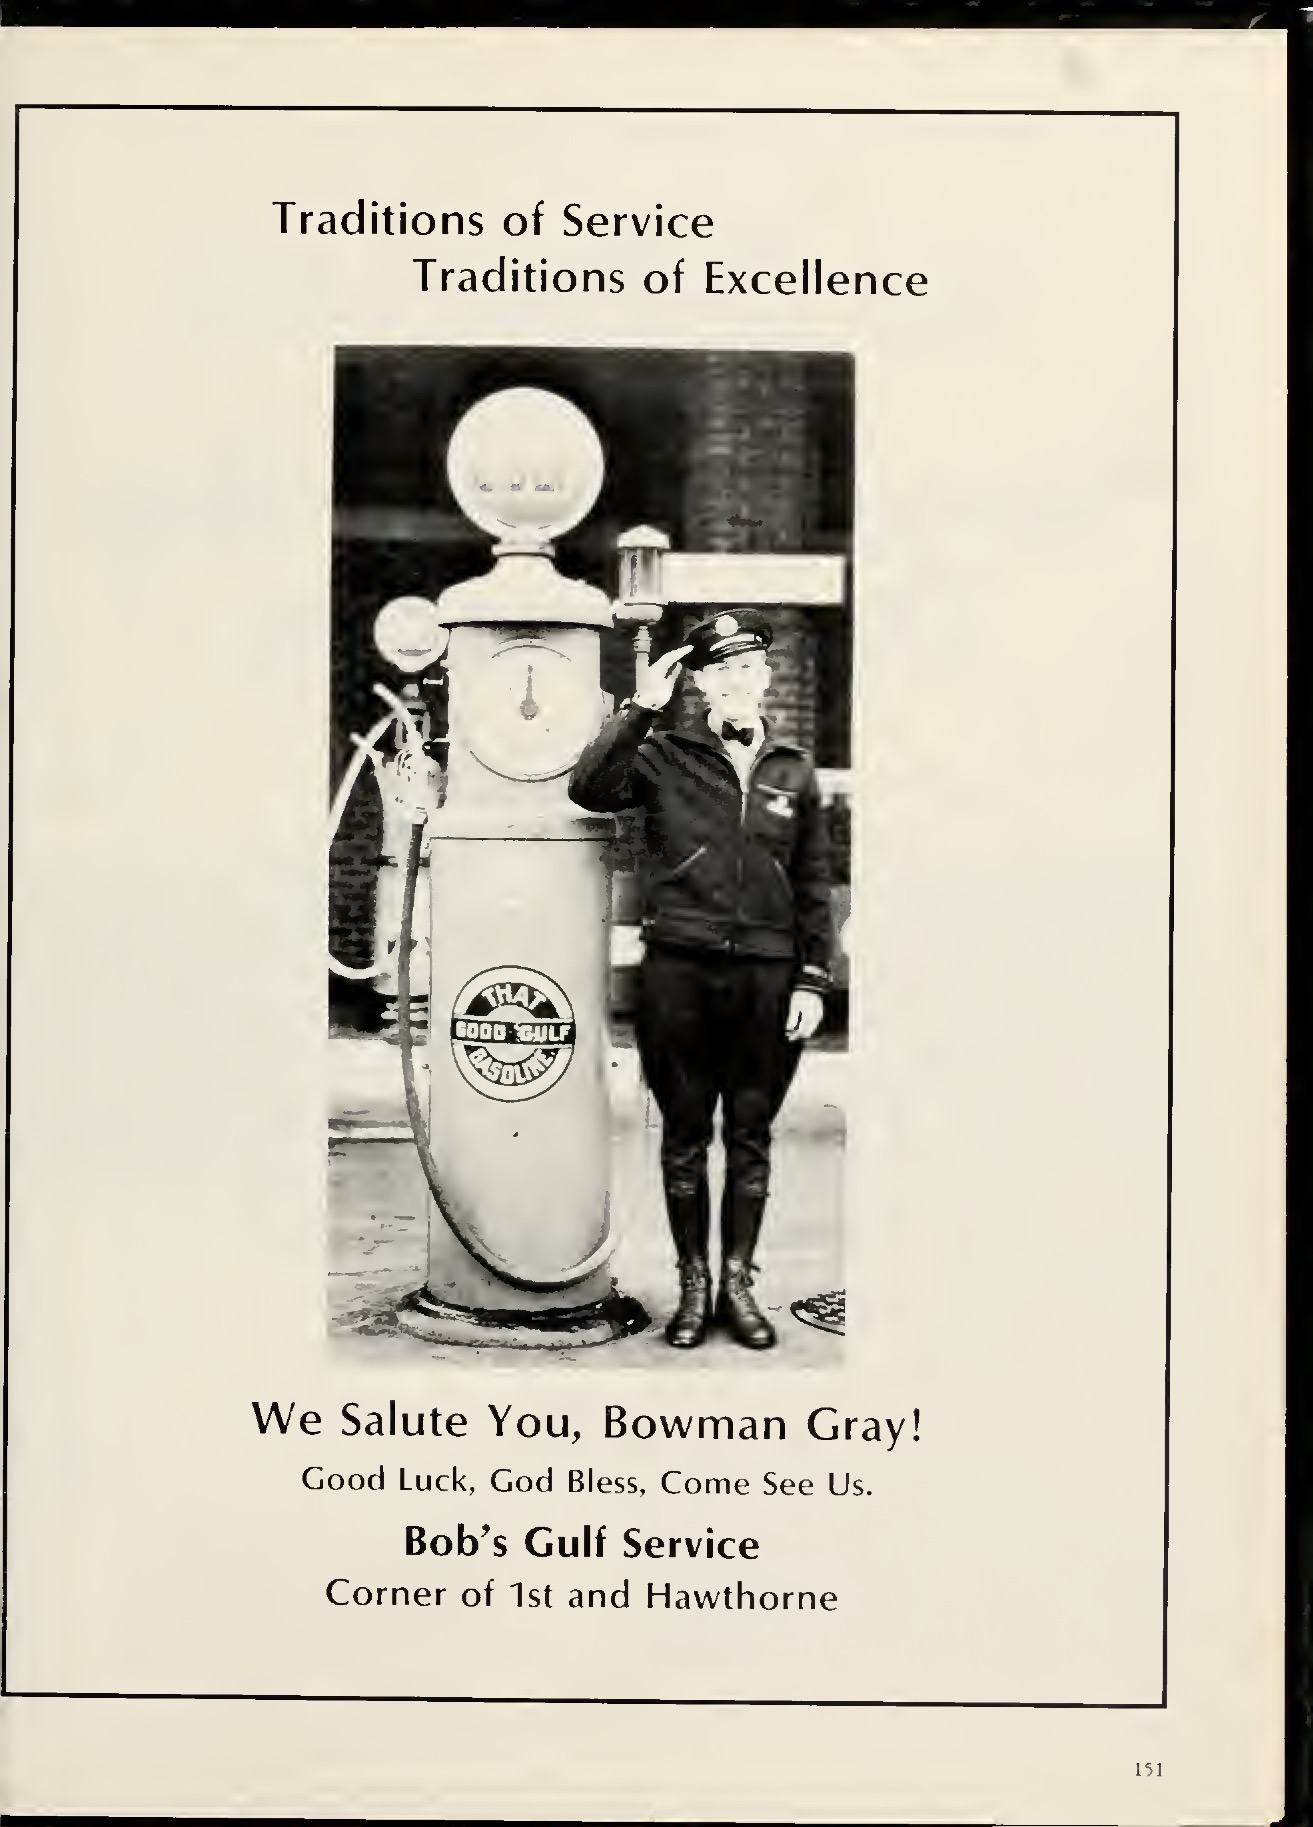 Traditions of Service
Traditions of Excellence
THAT
GOOD GULF
GASOLINE
We Salute You, Bowman Gray!
Good Luck, God Bless, Come See Us.
Bob's Gulf Service
Corner of 1st and Hawthorne
151